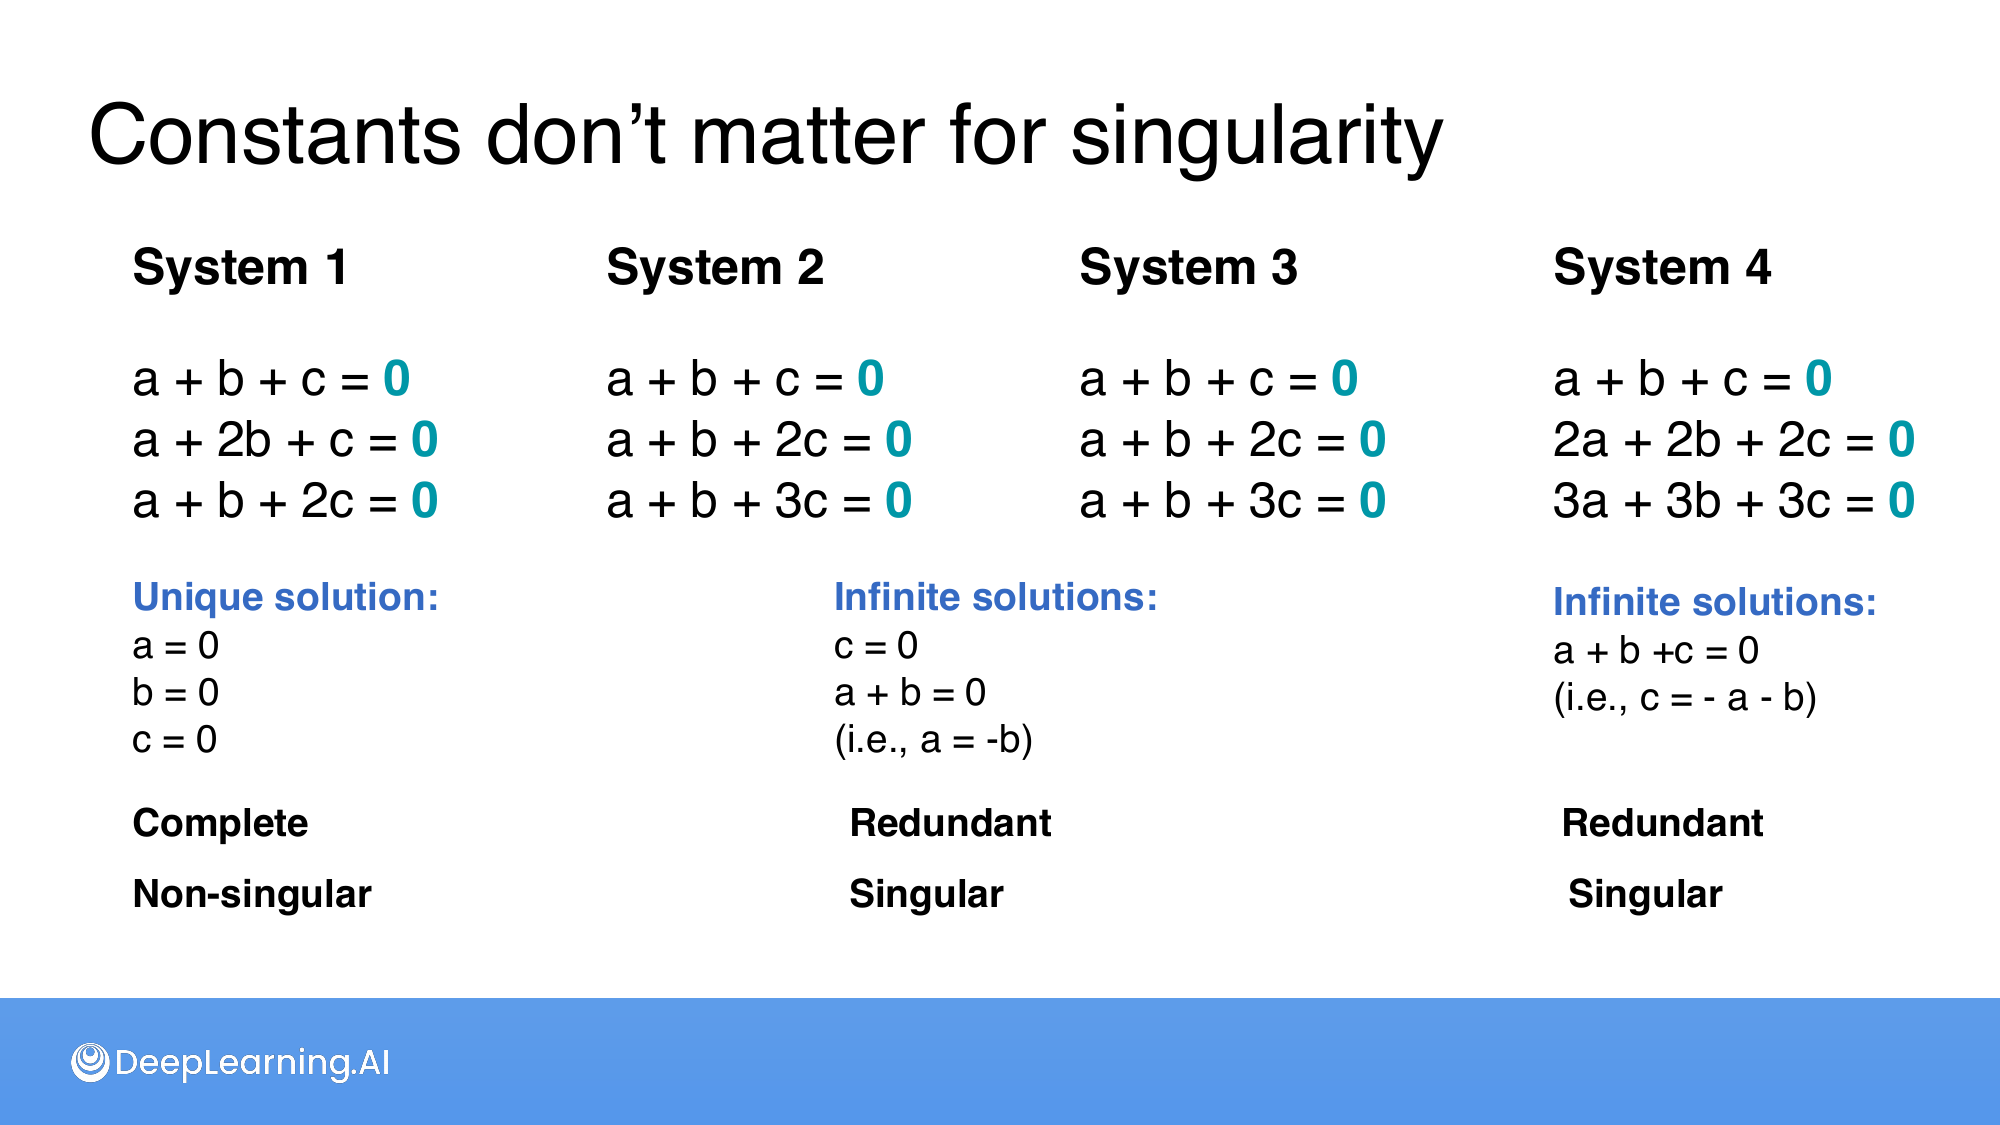 Constants don’t matter for singularity
System 1
a + b + c = 0
a + 2b + c = 0
a + b + 2c = 0
System 2
a + b + c = 0
a + b + 2c = 0
a + b + 3c = 0
System 3
a + b + c = 0
a + b + 2c = 0
a + b + 3c = 0
System 4
a + b + c = 0
2a + 2b + 2c = 0
3a + 3b + 3c = 0
Unique solution:
a = 0
b = 0
c = 0
Complete
Non-singular
Infinite solutions:
c = 0
a + b = 0
(i.e., a = -b)
Redundant
Singular
Infinite solutions:
a + b +c = 0
(i.e., c = - a - b)
Redundant
Singular
DeepLearning.AI